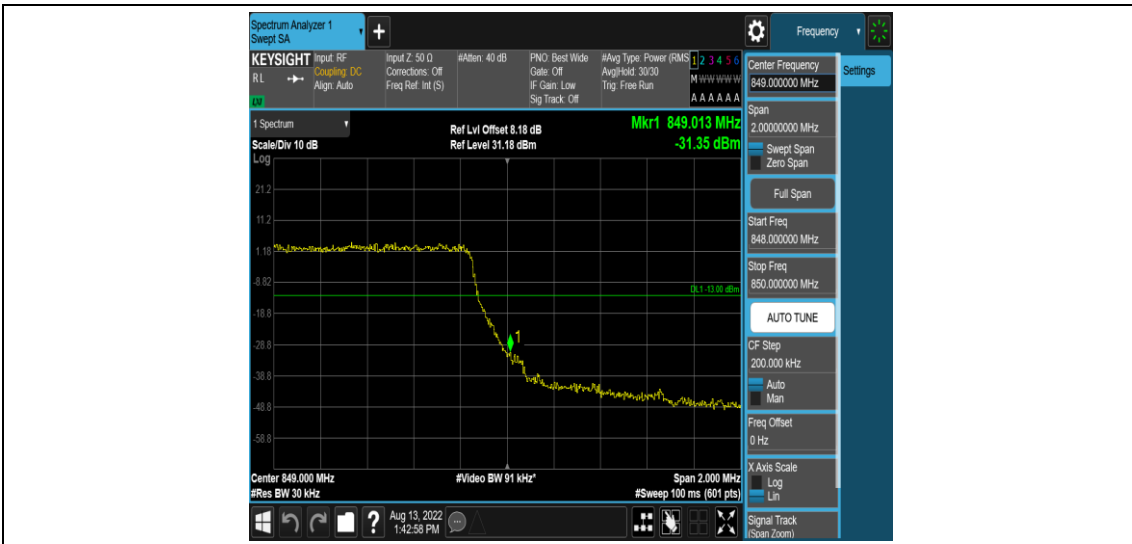 Spectrum Analyzer 1
Swept SA
+
Frequency
KEYSIGHT
RL
LXI
Input: RF
Coupling: DC
Align: Auto
Input Z: 50 Ω
Corrections: Off
Freq Ref: Int (S)
#Atten: 40 dB
PNO: Best Wide
Gate: Off
IF Gain: Low
Sig Track: Off
#Avg Type: Power (RMS
Avg|Hold: 30/30
Trig: Free Run
1 2 3 4 5 6
M W W W W W
A A A A A A
1 Spectrum
Scale/Div 10 dB
Log
Ref Lvl Offset 8.18 dB
Ref Level 31.18 dBm
Mkr1 849.013 MHz
-31.35 dBm
21.2
11.2
1.18
-8.82
DL1 -13.00 dBm
-18.8
1
-28.8
-38.8
-48.8
-58.8
Center 849.000 MHz
#Video BW 91 kHz*
Span 2.000 MHz
#Res BW 30 kHz
#Sweep 100 ms (601 pts)
Center Frequency
849.000000 MHz
Settings
Span
2.00000000 MHz
Swept Span
Zero Span
Full Span
Start Freq
848.000000 MHz
Stop Freq
850.000000 MHz
AUTO TUNE
CF Step
200.000 kHz
Auto
Man
Freq Offset
0 Hz
X Axis Scale
Log
Lin
Signal Track
(Span Zoom)
?
Aug 13, 2022
1:42:58 PM